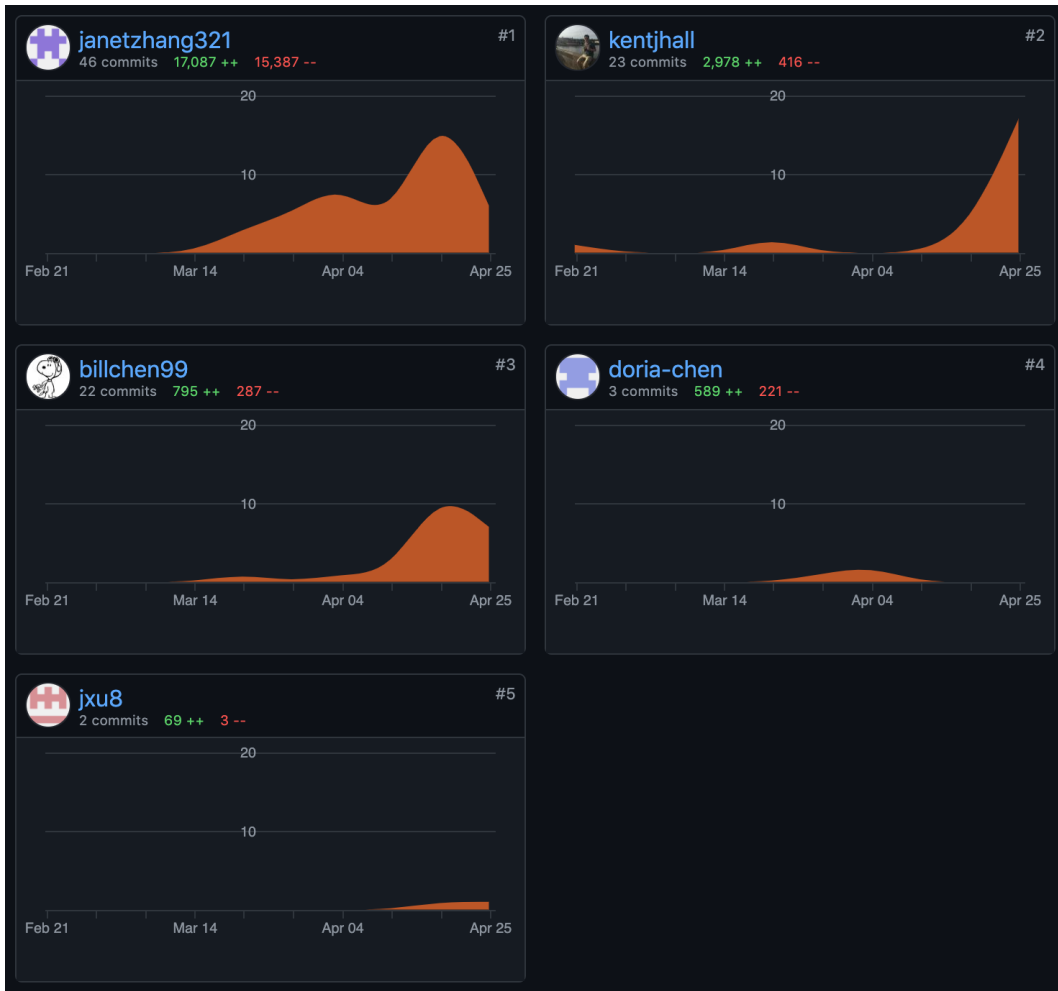 janetzhang321 #1
46 commits 17,087 ++ 15,387 --
20
10
Feb 21 Mar 14 Apr 04 Apr 25
kentjhall #2
23 commits 2,978 ++ 416 --
20
10
Feb 21 Mar 14 Apr 04 Apr 25
billchen99 #3
22 commits 795 ++ 287 --
20
10
Feb 21 Mar 14 Apr 04 Apr 25
doria-chen #4
3 commits 589 ++ 221 --
20
10
Feb 21 Mar 14 Apr 04 Apr 25
jxu8 #5
2 commits 69 ++ 3 --
20
10
Feb 21 Mar 14 Apr 04 Apr 25